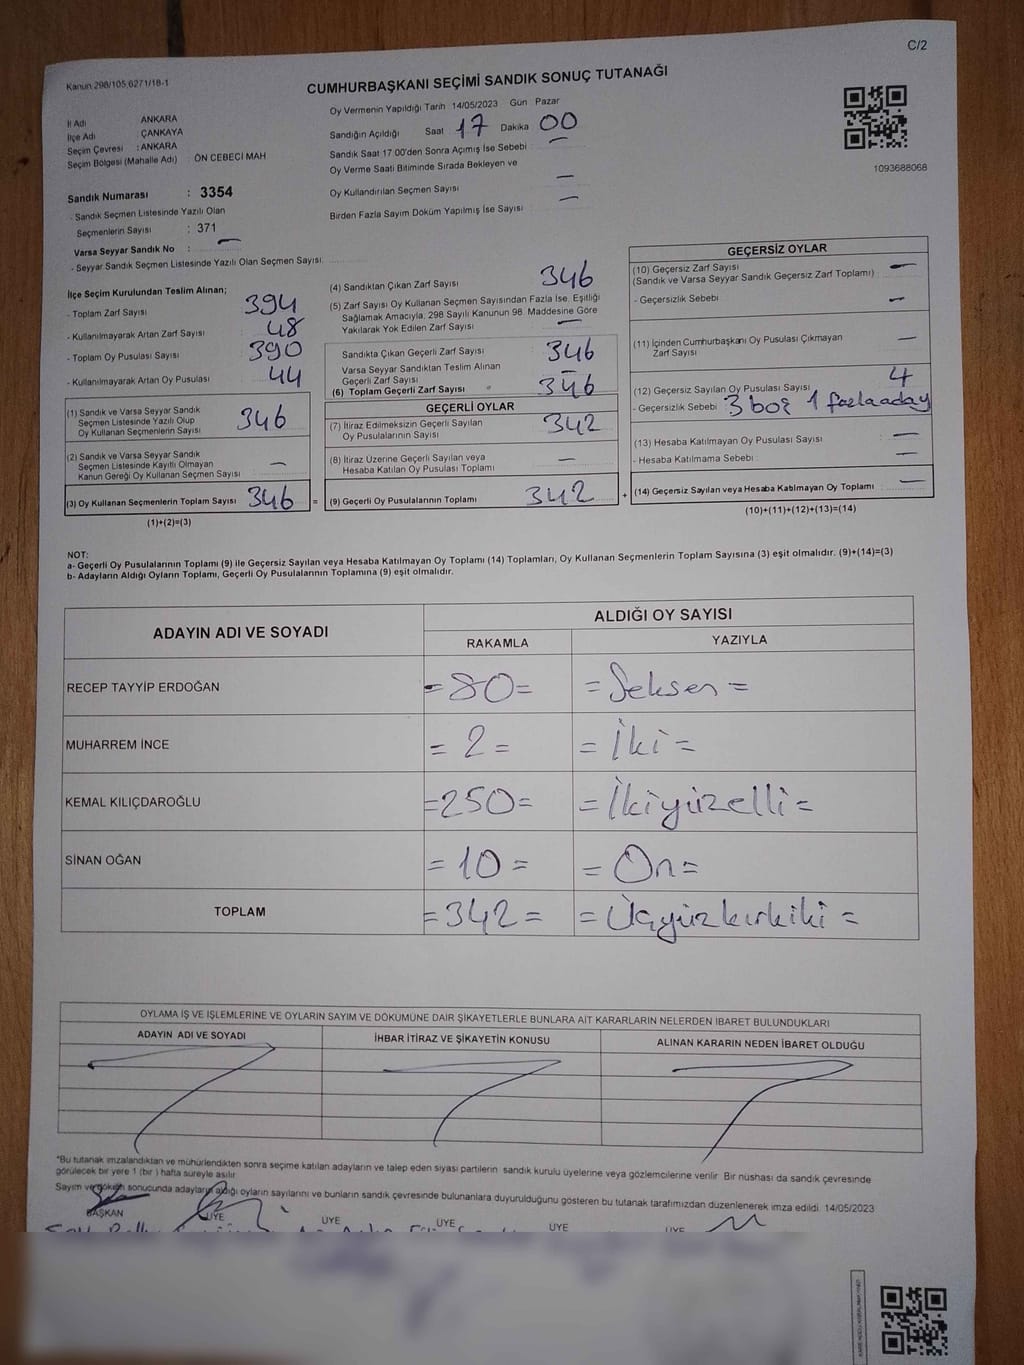 C/2
Kanun 298/105,6271/18-1
CUMHURBAŞKANI SEÇİMİ SANDIK SONUÇ TUTANAĞI
İl Adı ANKARA
İlçe Adı : ÇANKAYA
Seçim Çevresi : ANKARA
Seçim Bölgesi (Mahalle Adı) ÖN CEBECİ MAH
Oy Vermenin Yapıldığı Tarih 14/05/2023 Gün Pazar
Sandığın Açıldığı Saat 17 Dakika 00
Sandık Saat 17 00'den Sonra Açımış İse Sebebi : —
Oy Verme Saati Bitiminde Sırada Bekleyen ve
Oy Kullandırılan Seçmen Sayısı —
Birden Fazla Sayım Döküm Yapılmış İse Sayısı —
1093688068
Sandık Numarası : 3354
- Sandık Seçmen Listesinde Yazılı Olan
Seçmenlerin Sayısı : 371
Varsa Seyyar Sandık No : —
- Seyyar Sandık Seçmen Listesinde Yazılı Olan Seçmen Sayısı:
İlçe Seçim Kurulundan Teslim Alınan;
- Toplam Zarf Sayısı 394
- Kullanılmayarak Artan Zarf Sayısı 48
- Toplam Oy Pusulası Sayısı 390
- Kullanılmayarak Artan Oy Pusulası 44
(1) Sandık ve Varsa Seyyar Sandık
Seçmen Listesinde Yazılı Olup
Oy Kullanan Seçmenlerin Sayısı 346
(2) Sandık ve Varsa Seyyar Sandık
Seçmen Listesinde Kayıtlı Olmayan
Kanun Gereği Oy Kullanan Seçmen Sayısı —
(3) Oy Kullanan Seçmenlerin Toplam Sayısı 346 =
(1)+(2)=(3)
(4) Sandıktan Çıkan Zarf Sayısı 346
(5) Zarf Sayısı Oy Kullanan Seçmen Sayısından Fazla İse, Eşitliği
Sağlamak Amacıyla, 298 Sayılı Kanunun 98. Maddesine Göre
Yakılarak Yok Edilen Zarf Sayısı —
Sandıkta Çıkan Geçerli Zarf Sayısı 346
Varsa Seyyar Sandıktan Teslim Alınan
Geçerli Zarf Sayısı —
(6) Toplam Geçerli Zarf Sayısı 346
GEÇERLİ OYLAR
(7) İtiraz Edilmeksizin Geçerli Sayılan
Oy Pusulalarının Sayısı 342
(8) İtiraz Üzerine Geçerli Sayılan veya
Hesaba Katılan Oy Pusulası Toplamı —
(9) Geçerli Oy Pusulalarının Toplamı 342 +
GEÇERSİZ OYLAR
(10) Geçersiz Zarf Sayısı —
(Sandık ve Varsa Seyyar Sandık Geçersiz Zarf Toplamı)
- Geçersizlik Sebebi —
(11) İçinden Cumhurbaşkanı Oy Pusulası Çıkmayan
Zarf Sayısı —
(12) Geçersiz Sayılan Oy Pusulası Sayısı 4
- Geçersizlik Sebebi 3 boş 1 fazla aday
(13) Hesaba Katılmayan Oy Pusulası Sayısı —
- Hesaba Katılmama Sebebi : —
(14) Geçersiz Sayılan veya Hesaba Katılmayan Oy Toplamı : —
(10)+(11)+(12)+(13)=(14)
NOT:
a- Geçerli Oy Pusulalarının Toplamı (9) ile Geçersiz Sayılan veya Hesaba Katılmayan Oy Toplamı (14) Toplamları, Oy Kullanan Seçmenlerin Toplam Sayısına (3) eşit olmalıdır. (9)+(14)=(3)
b- Adayların Aldığı Oyların Toplamı, Geçerli Oy Pusulalarının Toplamına (9) eşit olmalıdır.
ADAYIN ADI VE SOYADI
ALDIĞI OY SAYISI
RAKAMLA YAZIYLA
RECEP TAYYİP ERDOĞAN =80= =Seksen=
MUHARREM İNCE =2= =İki=
KEMAL KILIÇDAROĞLU =250= =İkiyüzelli=
SİNAN OĞAN =10= =On=
TOPLAM =342= =Üçyüzkırkiki=
OYLAMA İŞ VE İŞLEMLERİNE VE OYLARIN SAYIM VE DÖKÜMÜNE DAİR ŞİKAYETLERLE BUNLARA AİT KARARLARIN NELERDEN İBARET BULUNDUKLARI
ADAYIN ADI VE SOYADI İHBAR İTİRAZ VE ŞİKAYETİN KONUSU ALINAN KARARIN NEDEN İBARET OLDUĞU
*Bu tutanak imzalandıktan ve mühürlendikten sonra seçime katılan adayların ve talep eden siyasi partilerin sandık kurulu üyelerine veya gözlemcilerine verilir Bir nüshası da sandık çevresinde
görülecek bir yere 1 (bir) hafta süreyle asılır
Sayım ve döküm sonucunda adayların aldığı oyların sayılarını ve bunların sandık çevresinde bulunanlara duyurulduğunu gösteren bu tutanak tarafımızdan düzenlenerek imza edildi. 14/05/2023
BAŞKAN ÜYE ÜYE ÜYE ÜYE ÜYE